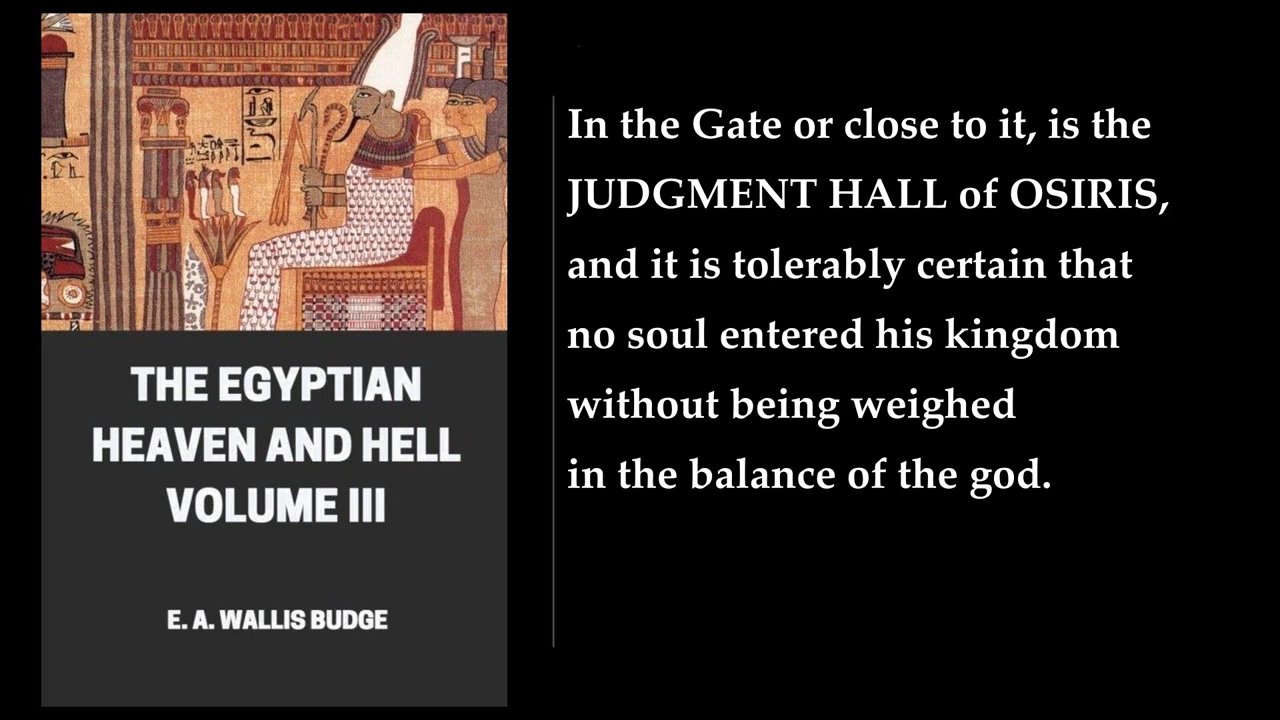 THE EGYPTIAN
HEAVEN AND HELL
VOLUME III
E. A. WALLIS BUDGE
In the Gate or close to it, is the
JUDGMENT HALL of OSIRIS,
and it is tolerably certain that
no soul entered his kingdom
without being weighed
in the balance of the god.